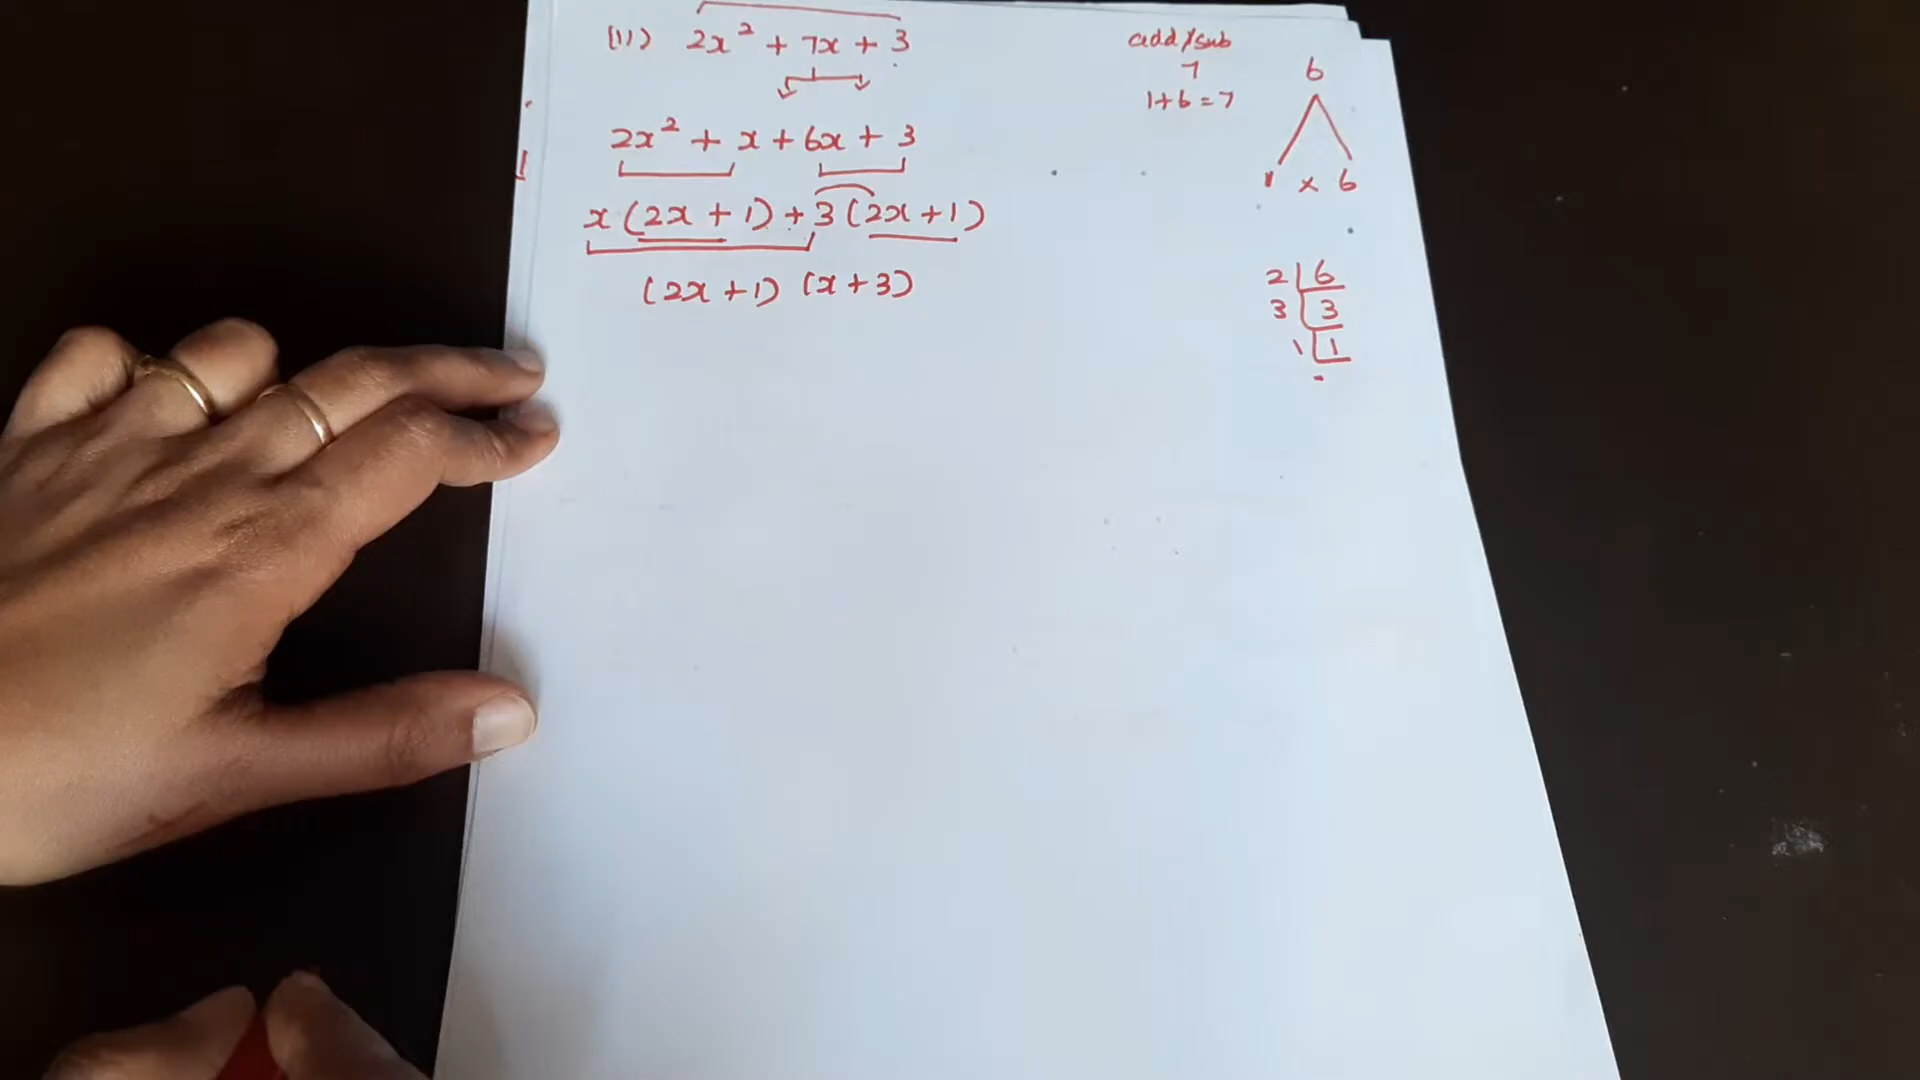 (11) 2x² + 7x + 3
2x² + x + 6x + 3
x (2x + 1) + 3 (2x + 1)
(2x + 1) (x + 3)
add/sub
7
1+6=7
6
1 x 6
2 | 6
3 | 3
1 | 1